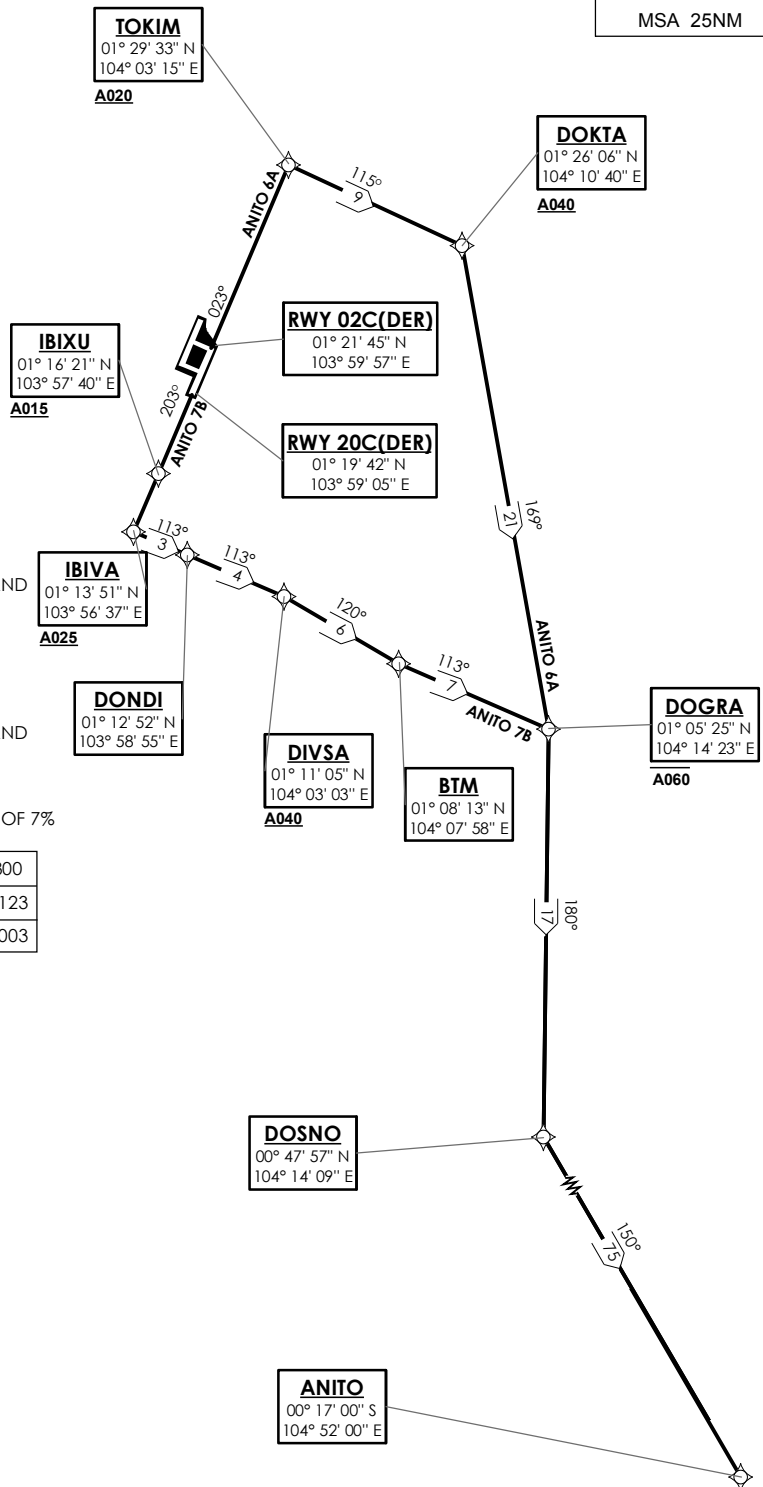 MSA 25NM
TOKIM
01° 29' 33" N
104° 03' 15" E
A020
DOKTA
01° 26' 06" N
104° 10' 40" E
A040
115°
9
ANITO 6A
023°
RWY 02C(DER)
01° 21' 45" N
103° 59' 57" E
IBIXU
01° 16' 21" N
103° 57' 40" E
A015
203°
ANITO 7B
RWY 20C(DER)
01° 19' 42" N
103° 59' 05" E
169°
21
ANITO 6A
IBIVA
01° 13' 51" N
103° 56' 37" E
A025
113°
3
113°
4
120°
6
113°
7
ANITO 7B
DONDI
01° 12' 52" N
103° 58' 55" E
DIVSA
01° 11' 05" N
104° 03' 03" E
A040
BTM
01° 08' 13" N
104° 07' 58" E
DOGRA
01° 05' 25" N
104° 14' 23" E
A060
OF 7%
123
003
180°
17
DOSNO
00° 47' 57" N
104° 14' 09" E
150°
75
ANITO
00° 17' 00" S
104° 52' 00" E